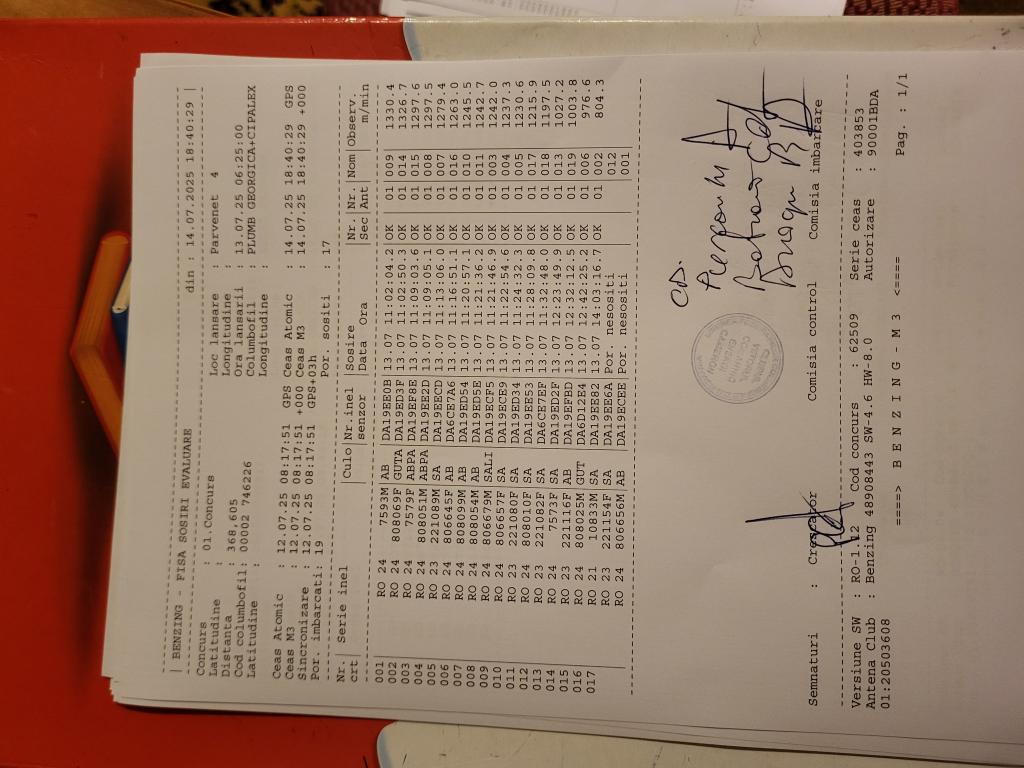 | BENZING - FISA SOSIRI EVALUARE din : 14.07.2025 18:40:29 |
Concurs : 01.Concurs Loc lansare : Parvenet 4
Latitudine : Longitudine :
Distanta : 368,605 Ora lansarii : 13.07.25 06:25:00
Cod columbofil: 00002 746226 Columbofil : PLUMB GEORGICA+CIPALEX
Latitudine : Longitudine :
Ceas Atomic : 12.07.25 08:17:51 GPS Ceas Atomic : 14.07.25 18:40:29 GPS
Ceas M3 : 12.07.25 08:17:51 +000 Ceas M3 : 14.07.25 18:40:29 +000
Sincronizare : 12.07.25 08:17:51 GPS+03h
Por. imbarcati: 19 Por. sositi : 17
Nr.| Serie inel | Culo|Nr.inel |Sosire |Nr.|Nr.|Nom|Observ.
crt| | |senzor |Data Ora |Sec|Ant| | m/min
001 RO 24 7593M AB DA19EE0B 13.07 11:02:04.2 OK 01 009 1330.4
002 RO 24 808069F GUTA DA19ED3F 13.07 11:02:50.3 OK 01 014 1326.7
003 RO 24 7579F ABPA DA19EF8E 13.07 11:09:03.6 OK 01 015 1297.6
004 RO 24 808051M ABPA DA19EE2D 13.07 11:09:05.1 OK 01 008 1297.5
005 RO 23 221089M SA DA19EECD 13.07 11:13:06.0 OK 01 007 1279.4
006 RO 24 808645F AB DA6CE7A6 13.07 11:16:51.1 OK 01 016 1263.0
007 RO 24 808099M AB DA19ED54 13.07 11:20:57.1 OK 01 010 1245.5
008 RO 24 808054M AB DA19ED5E 13.07 11:21:36.2 OK 01 011 1242.7
009 RO 24 806679M SALI DA19ECF5 13.07 11:21:46.9 OK 01 003 1242.0
010 RO 24 806657F SA DA19ECE9 13.07 11:22:54.6 OK 01 004 1237.3
011 RO 23 221080F SA DA19ED34 13.07 11:24:32.3 OK 01 005 1230.6
012 RO 24 808010F SA DA19EE53 13.07 11:28:09.8 OK 01 017 1215.9
013 RO 23 221082F SA DA6CE7EF 13.07 11:32:48.0 OK 01 018 1197.5
014 RO 24 7573F SA DA19ED2F 13.07 12:23:49.9 OK 01 013 1027.2
015 RO 23 221116F AB DA19EFBD 13.07 12:32:12.5 OK 01 019 1003.8
016 RO 24 808025M GUT DA6D12E4 13.07 12:42:25.2 OK 01 006 976.6
017 RO 21 10833M SA DA19EE82 13.07 14:03:16.7 OK 01 002 804.3
RO 23 221154F SA DA19EE6A Por. nesositi 012
RO 24 806656M AB DA19ECEE Por. nesositi 001
CD.
Semnaturi : Crescator Comisia control Comisia imbarcare
Versiune SW : RO-1.12 Cod concurs : 62509 Serie ceas : 403853
Antena Club : Benzing 48908443 SW-4.6 HW-8.0 Autorizare : 90001BDA
01:20503608
====> B E N Z I N G - M 3 <==== Pag. : 1/1